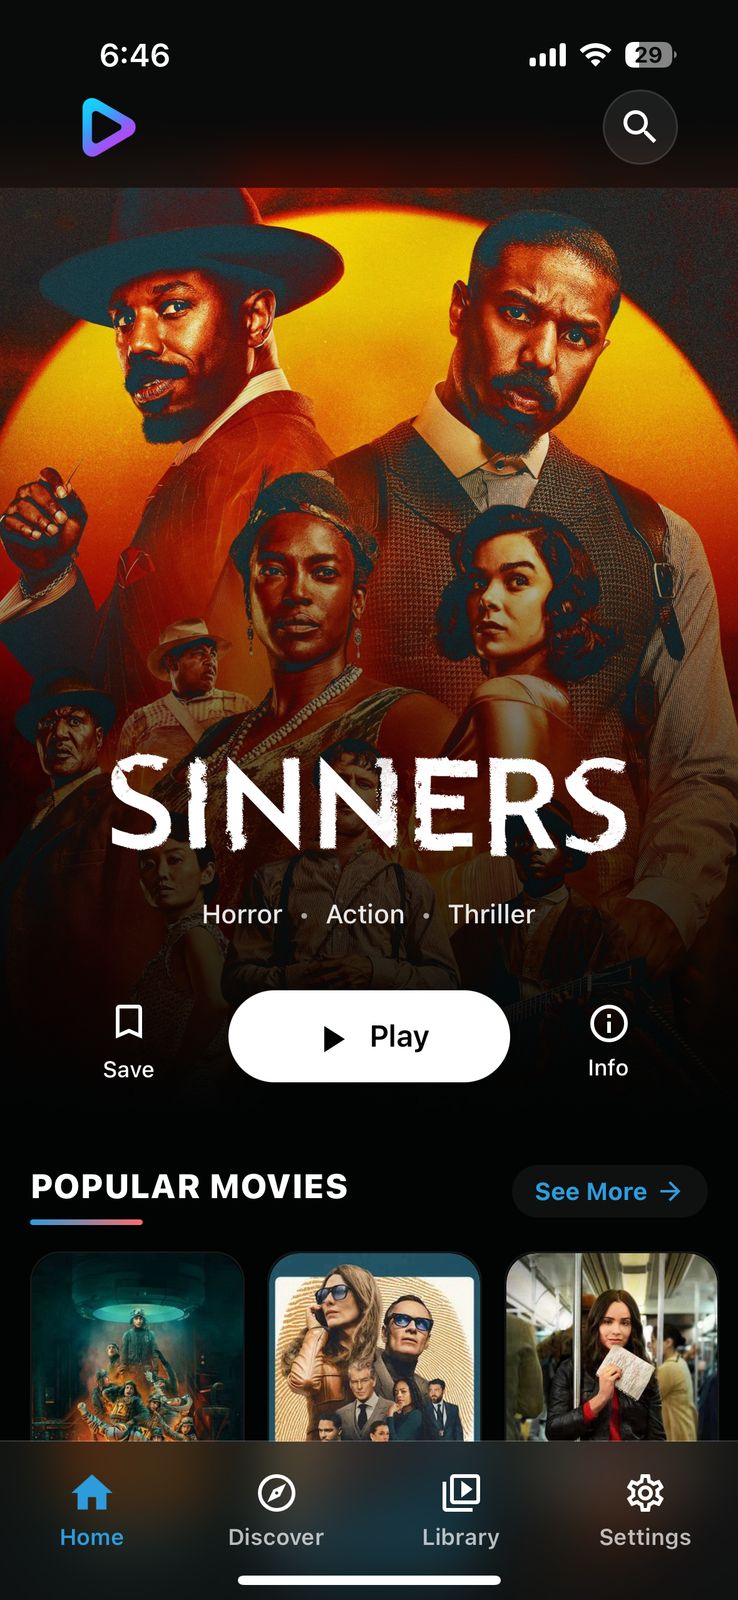 6:46
29
SINNERS
Horror • Action • Thriller
Play
Save
Info
POPULAR MOVIES
See More →
Home
Discover
Library
Settings